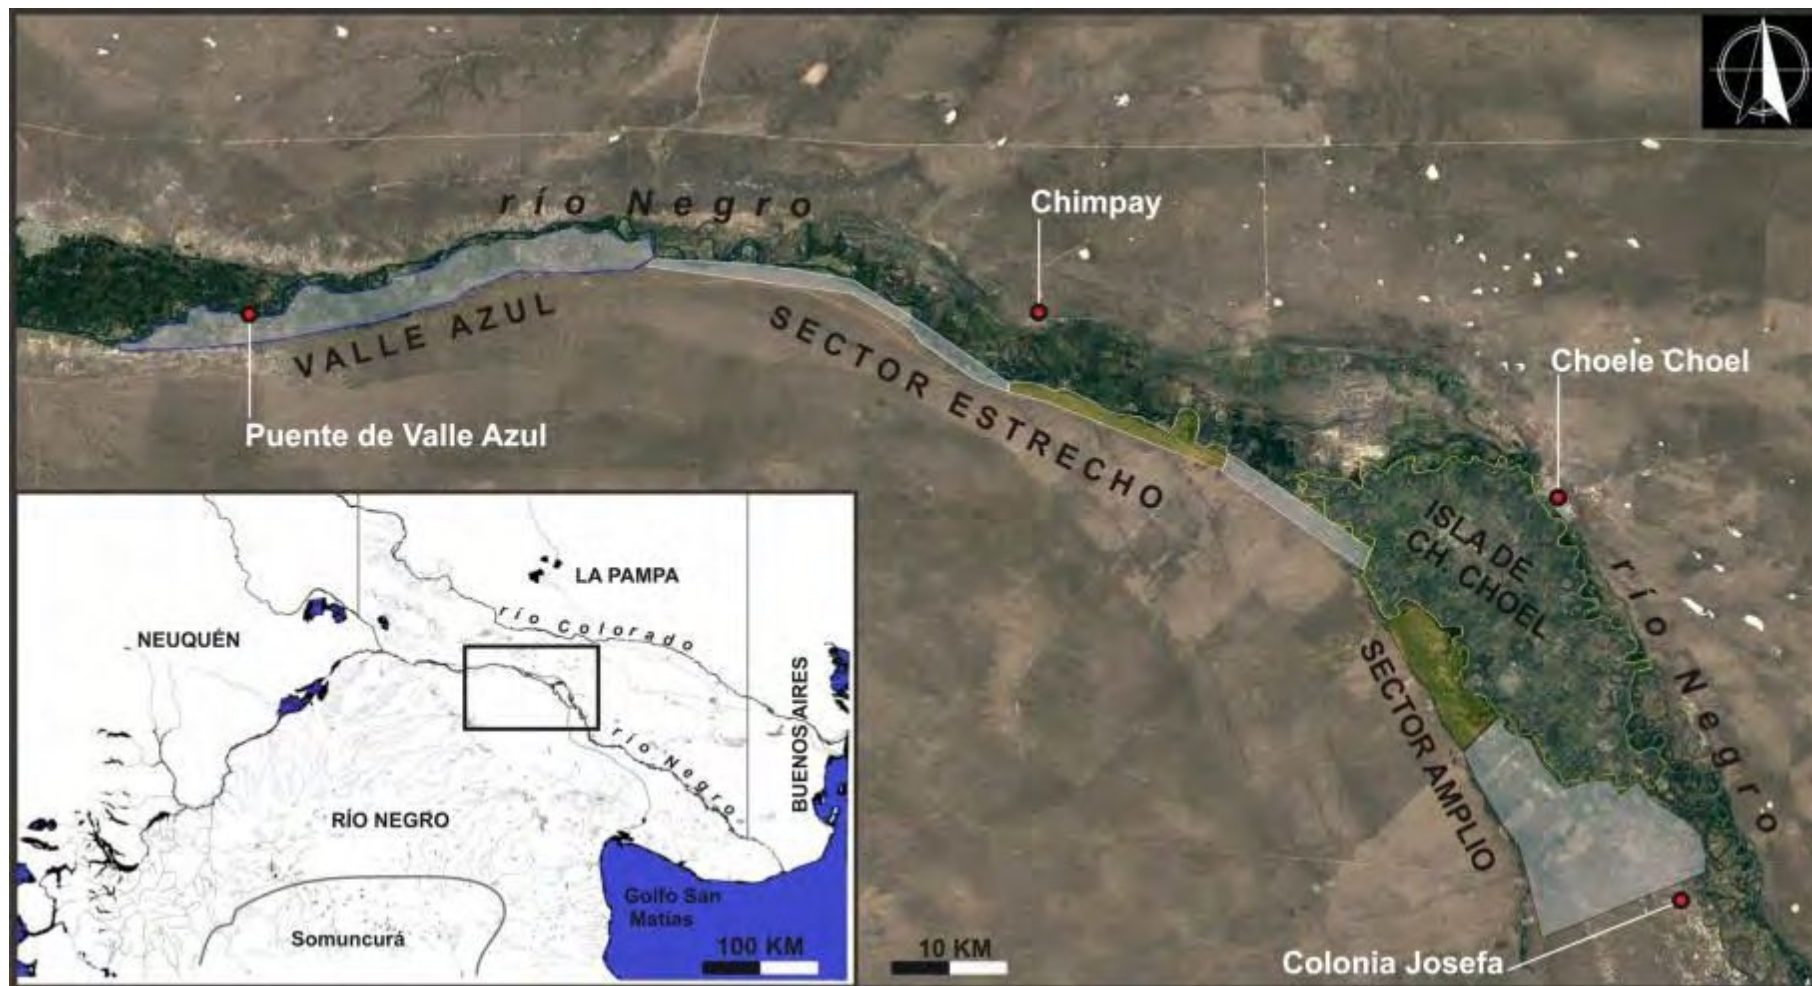 río Negro
Chimpay
Choele Choel
VALLE AZUL
SECTOR ESTRECHO
Puente de Valle Azul
ISLA DE
CH. CHOEL
río Negro
SECTOR AMPLIO
Colonia Josefa
10 KM
LA PAMPA
río Colorado
NEUQUÉN
BUENOS AIRES
río Negro
RÍO NEGRO
Golfo San
Matías
Somuncurá
100 KM